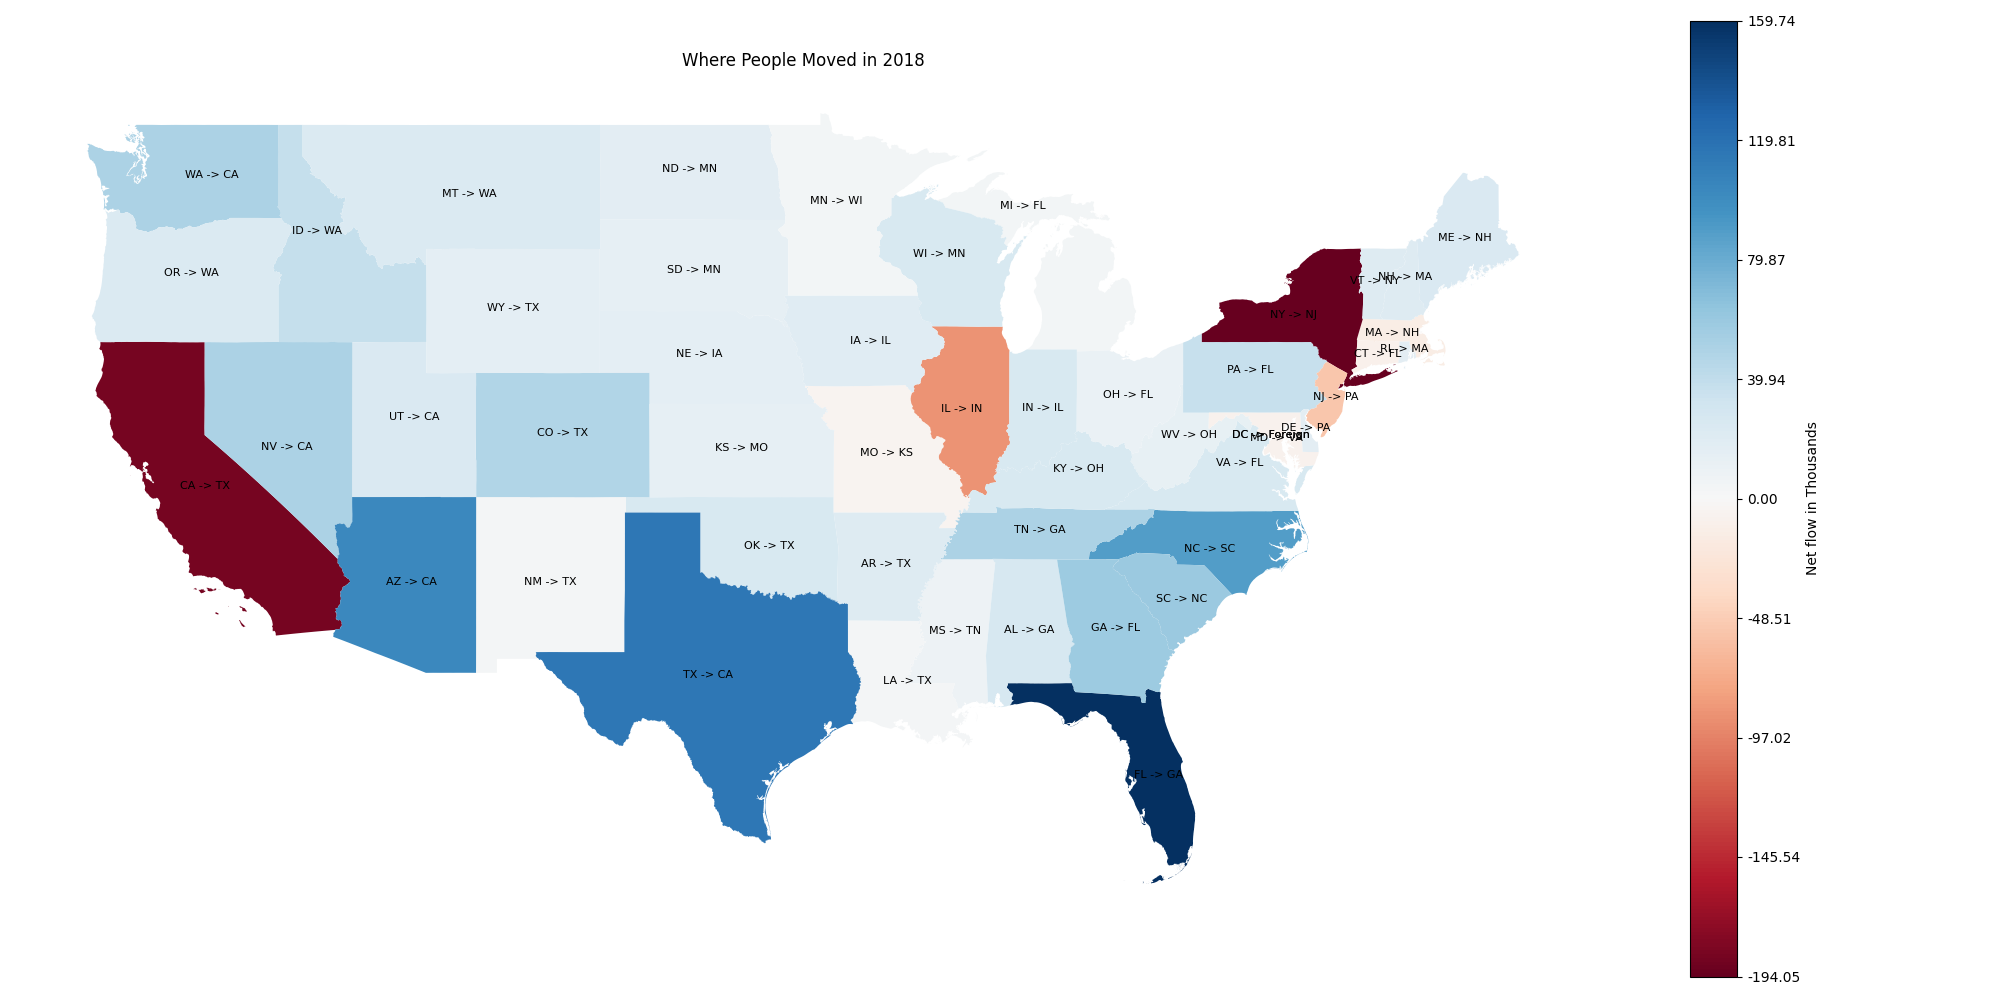 Where People Moved in 2018
159.74
119.81
79.87
39.94
0.00
-48.51
-97.02
-145.54
-194.05
Net flow in Thousands
WA -> CA
MT -> WA
ND -> MN
MN -> WI
MI -> FL
ID -> WA
OR -> WA
SD -> MN
WI -> MN
ME -> NH
VT -> NY
NH -> MA
WY -> TX
NY -> NJ
MA -> NH
IA -> IL
NE -> IA
CT -> FL
RI -> MA
PA -> FL
OH -> FL
NJ -> PA
IL -> IN
IN -> IL
UT -> CA
CO -> TX
NV -> CA
KS -> MO
MO -> KS
WV -> OH
DE -> PA
DC -> Foreign
MD -> VA
VA -> FL
KY -> OH
CA -> TX
TN -> GA
NC -> SC
OK -> TX
AR -> TX
AZ -> CA
NM -> TX
SC -> NC
MS -> TN
AL -> GA
GA -> FL
TX -> CA
LA -> TX
FL -> GA